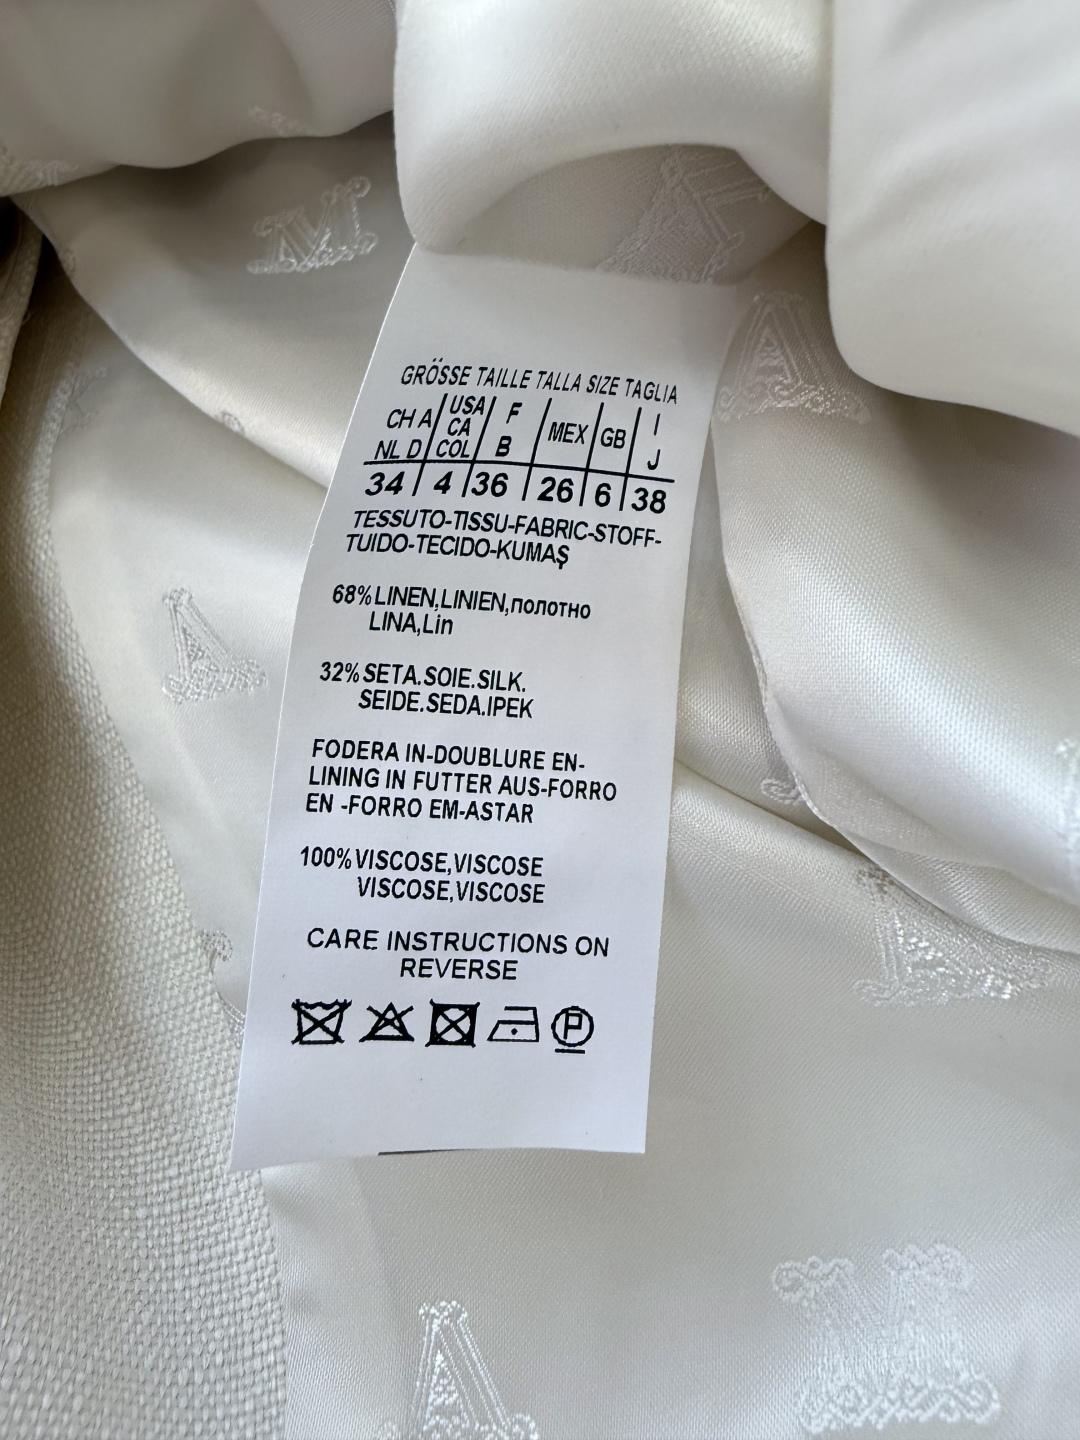 GRÖSSE TAILLE TALLA SIZE TAGLIA
CH A NL D / USA CA COL / F B / MEX / GB / I J
34 / 4 / 36 / 26 / 6 / 38
TESSUTO-TISSU-FABRIC-STOFF-
TUIDO-TECIDO-KUMAŞ
68% LINEN,LINIEN,полотно
LINA,Lin
32% SETA.SOIE.SILK.
SEIDE.SEDA.IPEK
FODERA IN-DOUBLURE EN-
LINING IN FUTTER AUS-FORRO
EN -FORRO EM-ASTAR
100% VISCOSE,VISCOSE
VISCOSE,VISCOSE
CARE INSTRUCTIONS ON
REVERSE
P